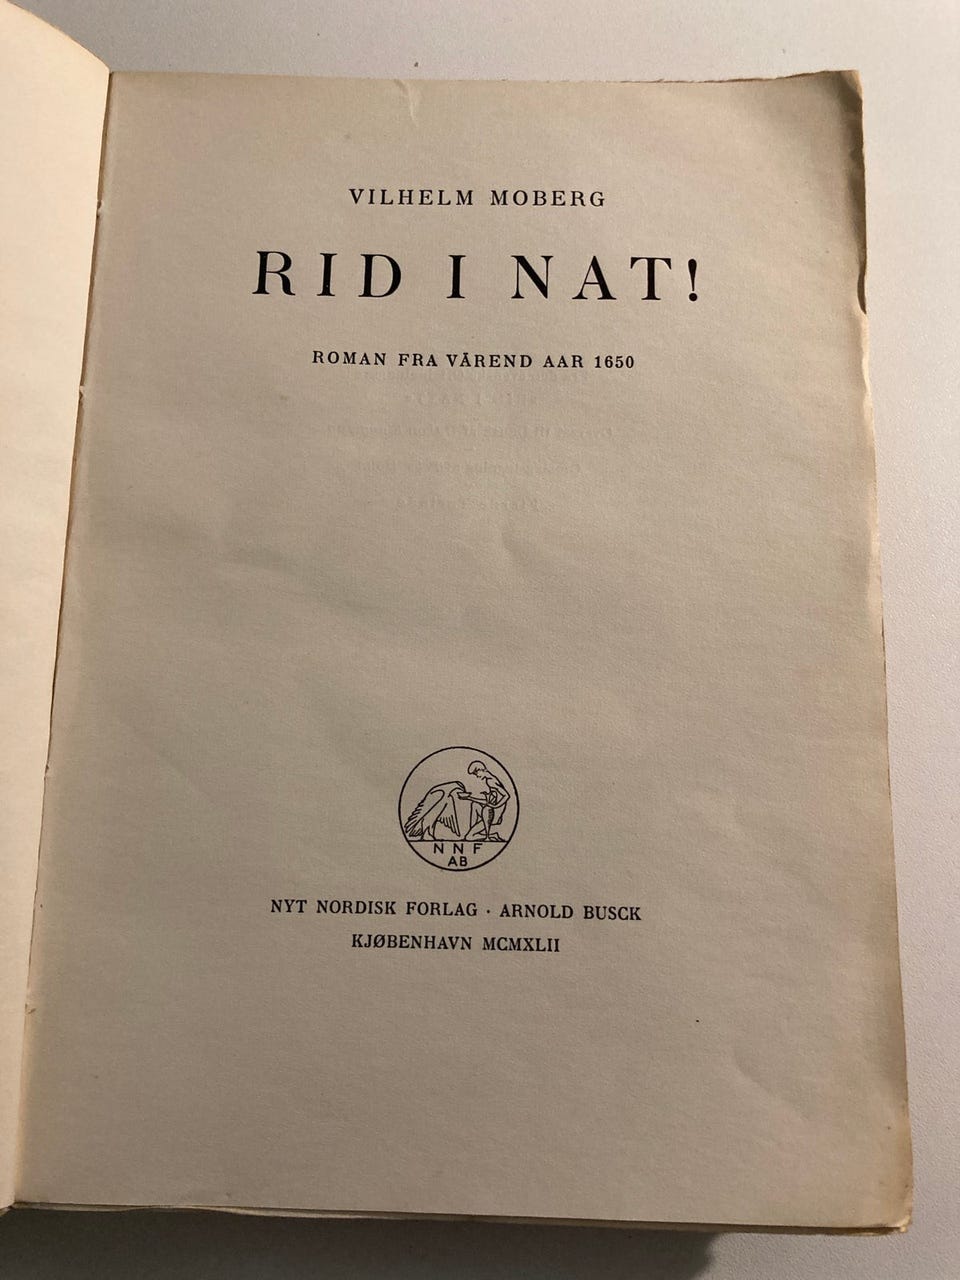 VILHELM MOBERG
RID I NAT!
ROMAN FRA VÄREND AAR 1650
N N F
AB
NYT NORDISK FORLAG · ARNOLD BUSCK
KJØBENHAVN MCMXLII